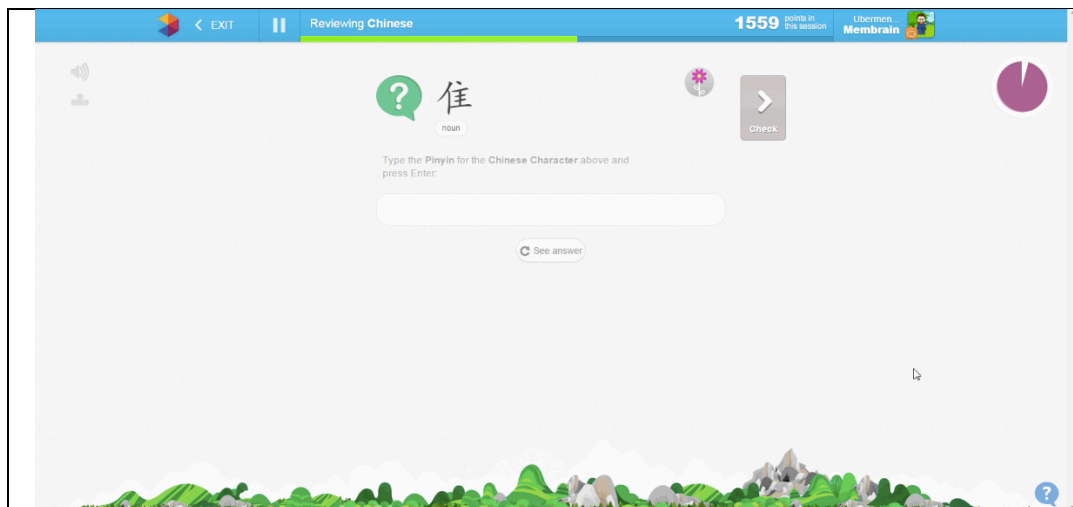 EXIT
Reviewing Chinese
1559 points in this session
Ubermen...
Membrain
? 隹
noun
Check
Type the Pinyin for the Chinese Character above and
press Enter:
See answer
?